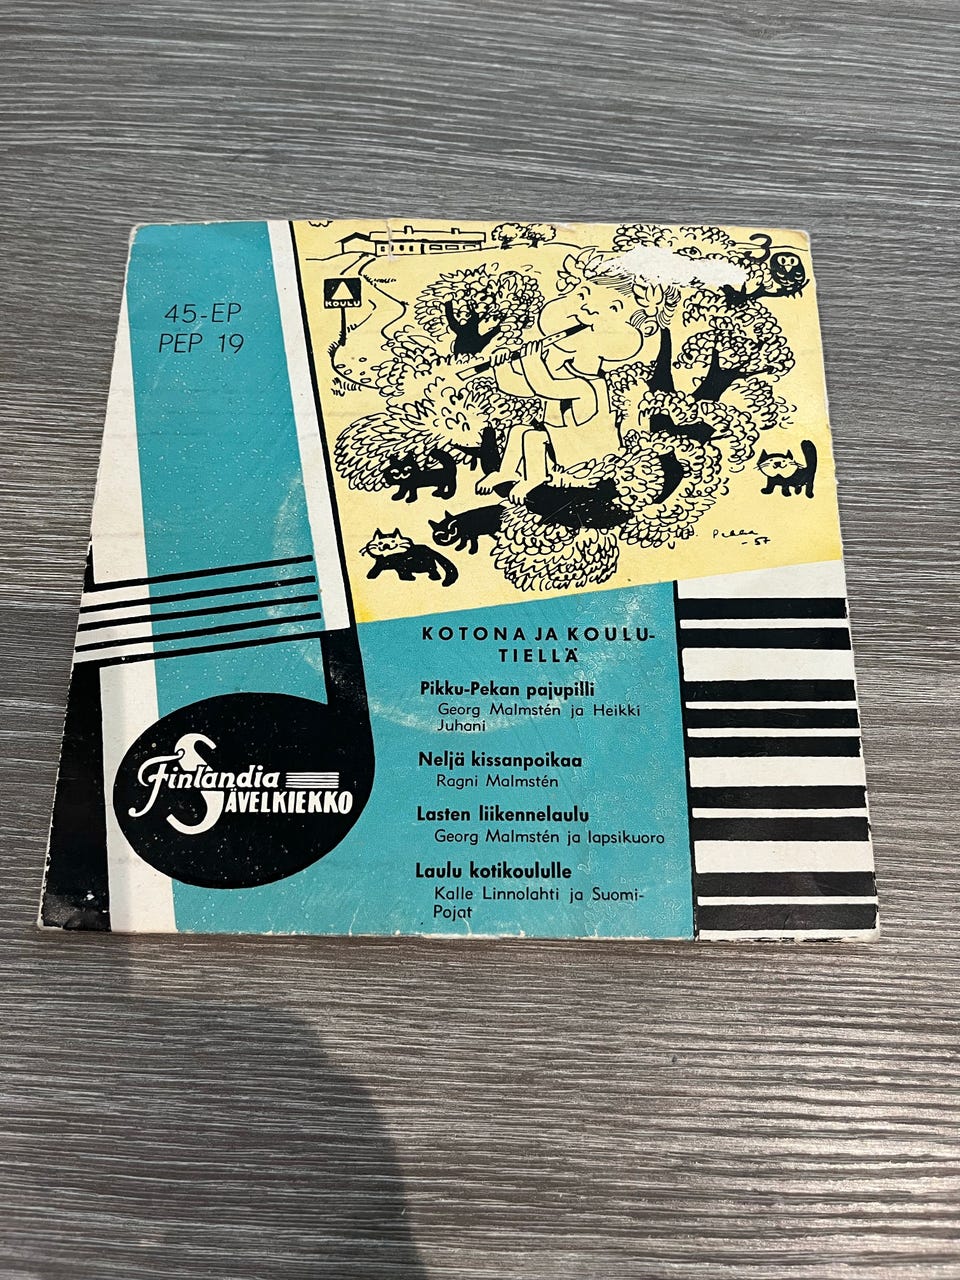 45-EP
PEP 19
KOULU
3
-57
KOTONA JA KOULU-
TIELLÄ
Pikku-Pekan pajupilli
Georg Malmstén ja Heikki
Juhani
Neljä kissanpoikaa
Ragni Malmstén
Lasten liikennelaulu
Georg Malmstén ja lapsikuoro
Laulu kotikoululle
Kalle Linnolahti ja Suomi-
Pojat
Finlandia
SÄVELKIEKKO